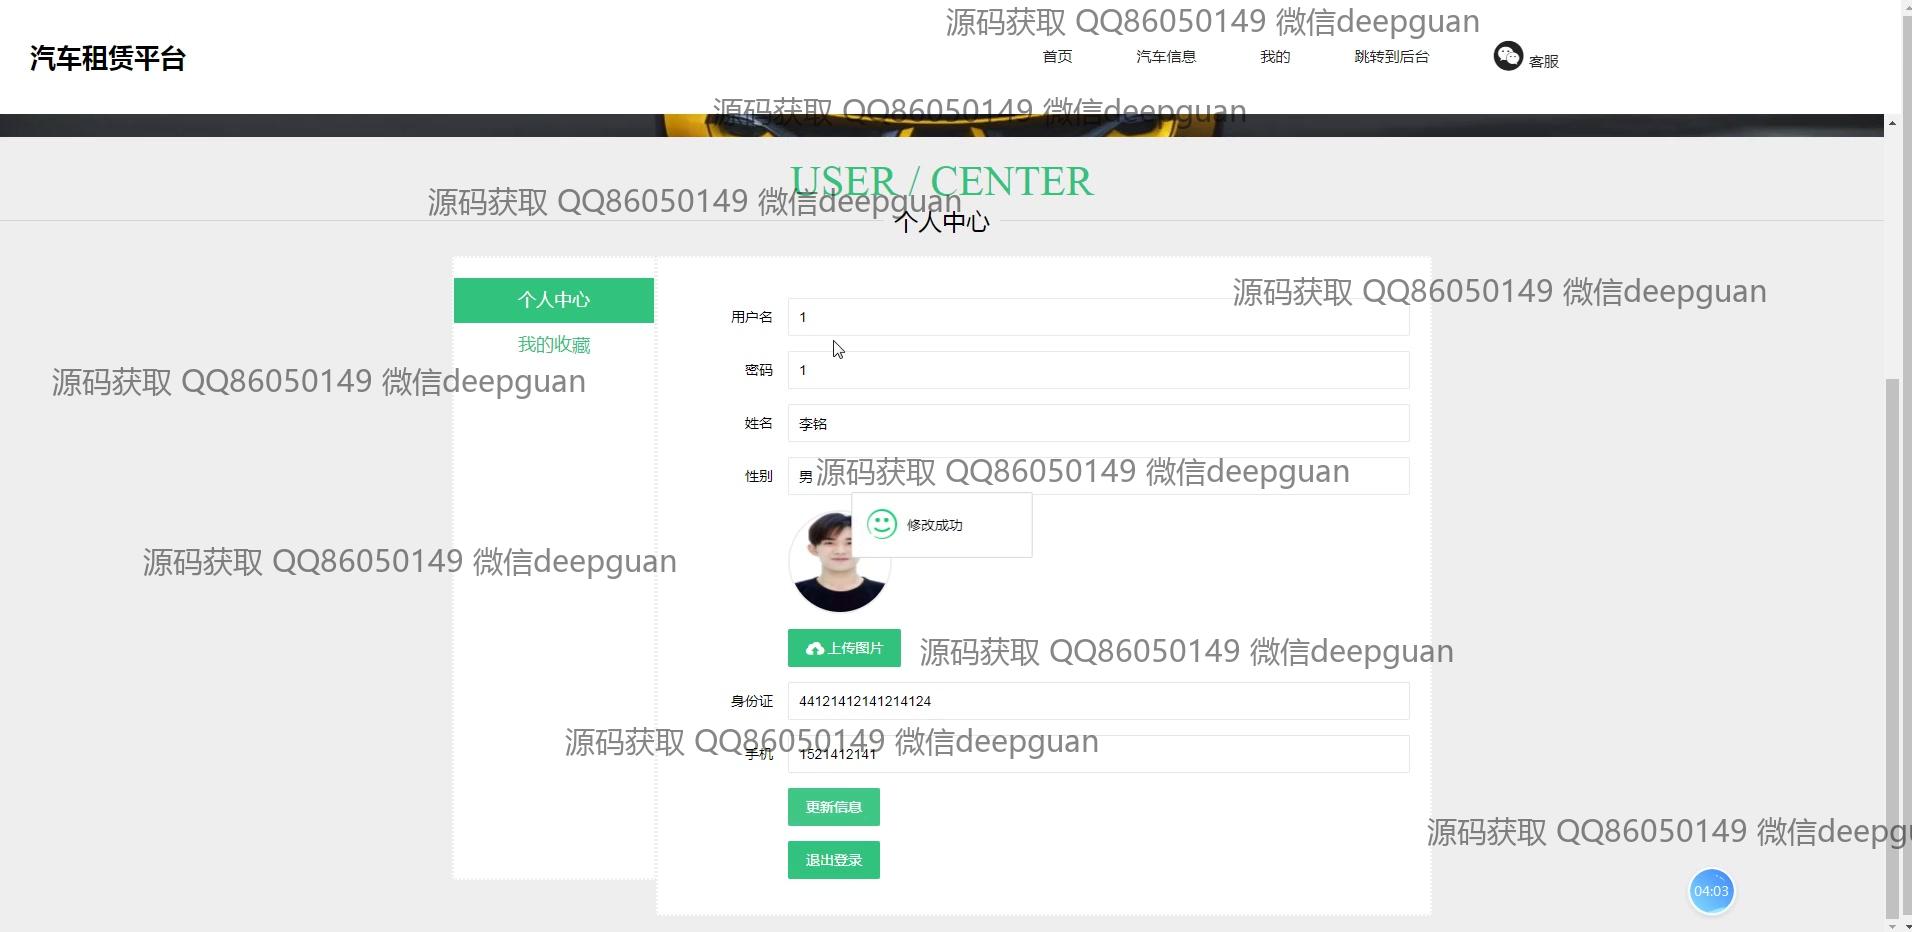 源码获取 QQ86050149 微信deepguan
汽车租赁平台
首页 汽车信息 我的 跳转到后台 客服
源码获取 QQ86050149 微信deepguan
USER / CENTER
源码获取 QQ86050149 微信deepguan
个人中心
源码获取 QQ86050149 微信deepguan
个人中心
用户名 1
我的收藏
密码 1
源码获取 QQ86050149 微信deepguan
姓名 李铭
性别 男
源码获取 QQ86050149 微信deepguan
修改成功
源码获取 QQ86050149 微信deepguan
上传图片
源码获取 QQ86050149 微信deepguan
身份证 44121412141214124
源码获取 QQ86050149 微信deepguan
手机 1521412141
更新信息
源码获取 QQ86050149 微信deepgu
退出登录
04:03